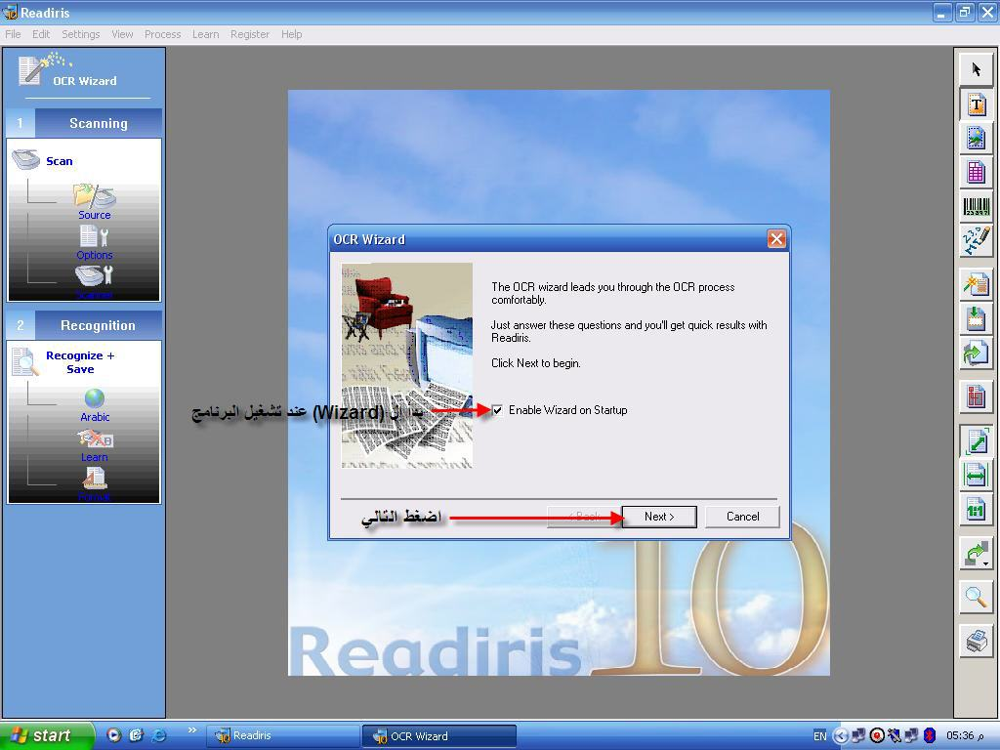 Readiris
File Edit Settings View Process Learn Register Help
OCR Wizard
1 Scanning
Scan
Source
Options
Scanner
2 Recognition
Recognize +
Save
Arabic
Learn
Format
OCR Wizard
The OCR wizard leads you through the OCR process
comfortably.
Just answer these questions and you'll get quick results with
Readiris.
Click Next to begin.
Enable Wizard on Startup
ال (Wizard) عند تشغيل البرنامج
اضغط التالي
< Back
Next >
Cancel
Readiris 10
1:1
start
Readiris
OCR Wizard
EN
05:36 م